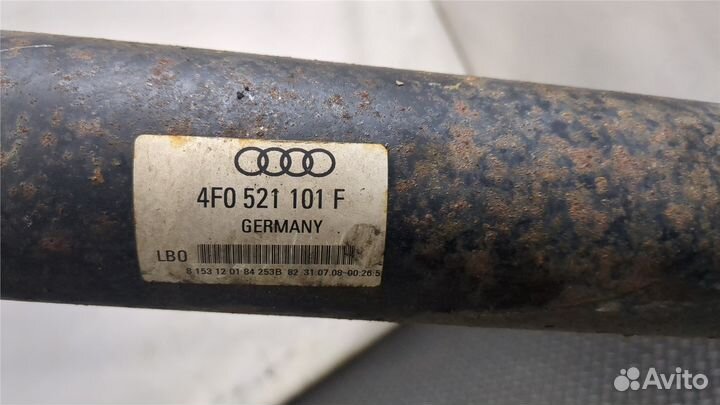 4F0 521 101 F
GERMANY
LBO
8 153 12 01 84 253B 82 31.07.08-00:26:5
Avito